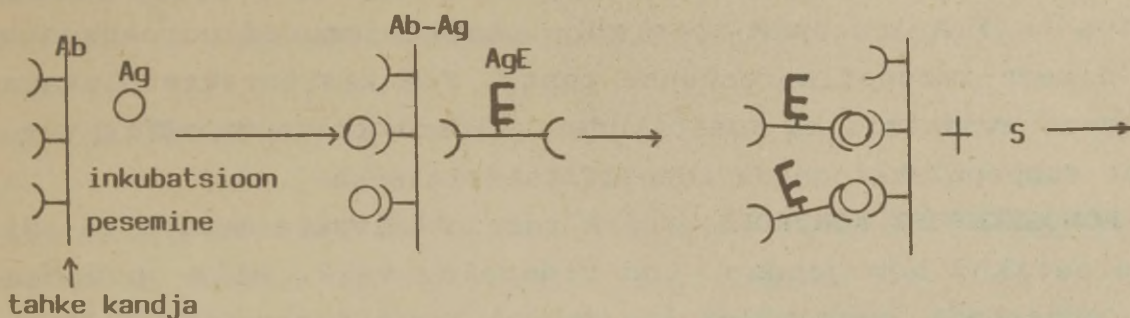 Ab
Ag
inkubatsioon
pesemine
tahke kandja
Ab-Ag
AgE
E
E
E
+ S